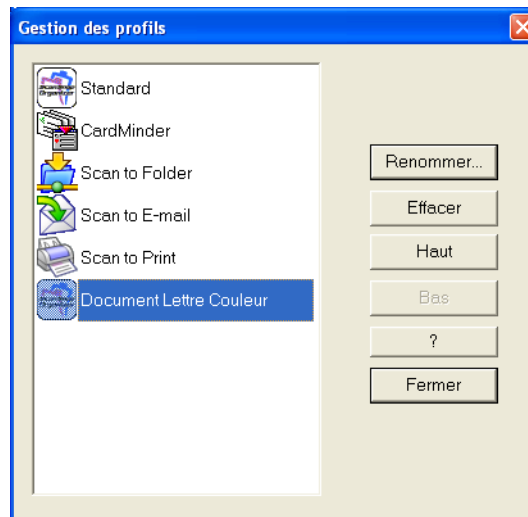 Gestion des profils
Standard
CardMinder
Scan to Folder
Scan to E-mail
Scan to Print
Document Lettre Couleur
Renommer...
Effacer
Haut
Bas
?
Fermer